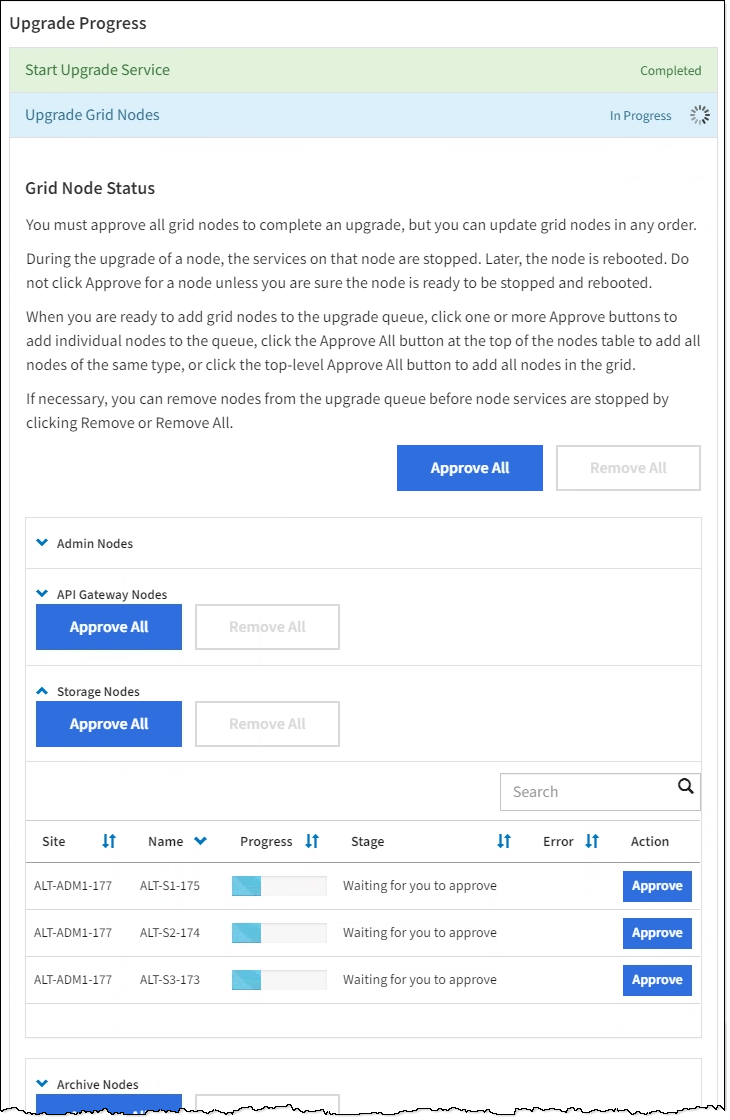 Upgrade Progress
Start Upgrade Service Completed
Upgrade Grid Nodes In Progress
Grid Node Status
You must approve all grid nodes to complete an upgrade, but you can update grid nodes in any order.
During the upgrade of a node, the services on that node are stopped. Later, the node is rebooted. Do
not click Approve for a node unless you are sure the node is ready to be stopped and rebooted.
When you are ready to add grid nodes to the upgrade queue, click one or more Approve buttons to
add individual nodes to the queue, click the Approve All button at the top of the nodes table to add all
nodes of the same type, or click the top-level Approve All button to add all nodes in the grid.
If necessary, you can remove nodes from the upgrade queue before node services are stopped by
clicking Remove or Remove All.
Approve All Remove All
Admin Nodes
API Gateway Nodes
Approve All Remove All
Storage Nodes
Approve All Remove All
Search
Site Name Progress Stage Error Action
ALT-ADM1-177 ALT-S1-175 Waiting for you to approve Approve
ALT-ADM1-177 ALT-S2-174 Waiting for you to approve Approve
ALT-ADM1-177 ALT-S3-173 Waiting for you to approve Approve
Archive Nodes